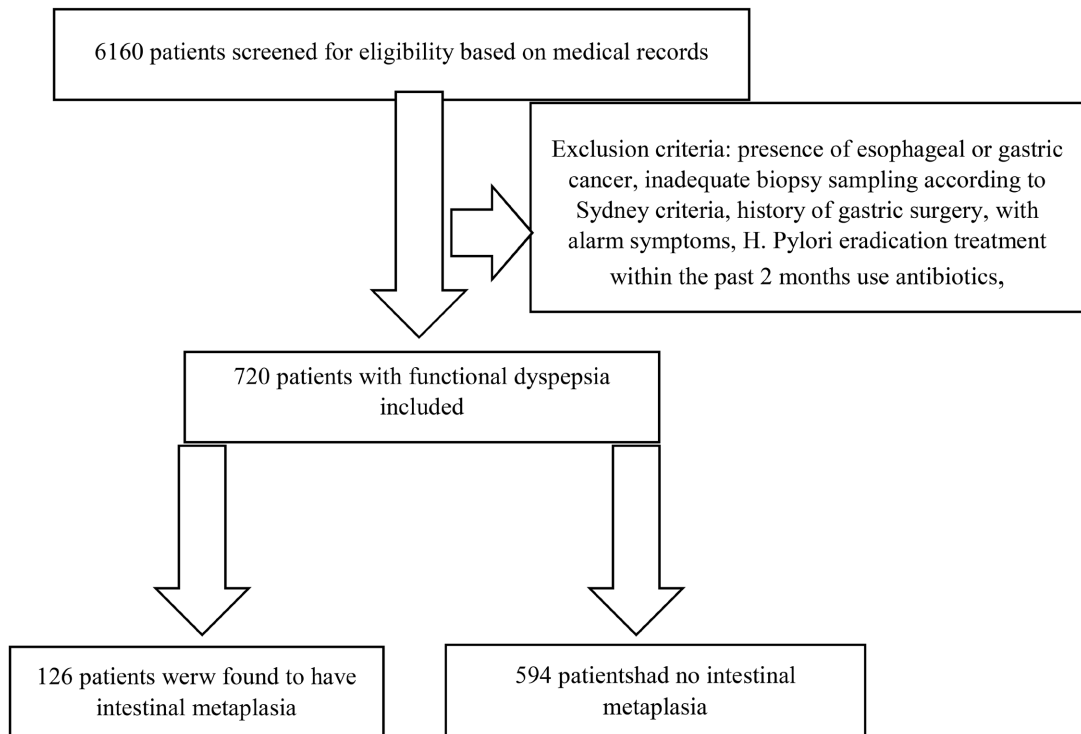 6160 patients screened for eligibility based on medical records
Exclusion criteria: presence of esophageal or gastric
cancer, inadequate biopsy sampling according to
Sydney criteria, history of gastric surgery, with
alarm symptoms, H. Pylori eradication treatment
within the past 2 months use antibiotics,
720 patients with functional dyspepsia
included
126 patients werw found to have
intestinal metaplasia
594 patientshad no intestinal
metaplasia